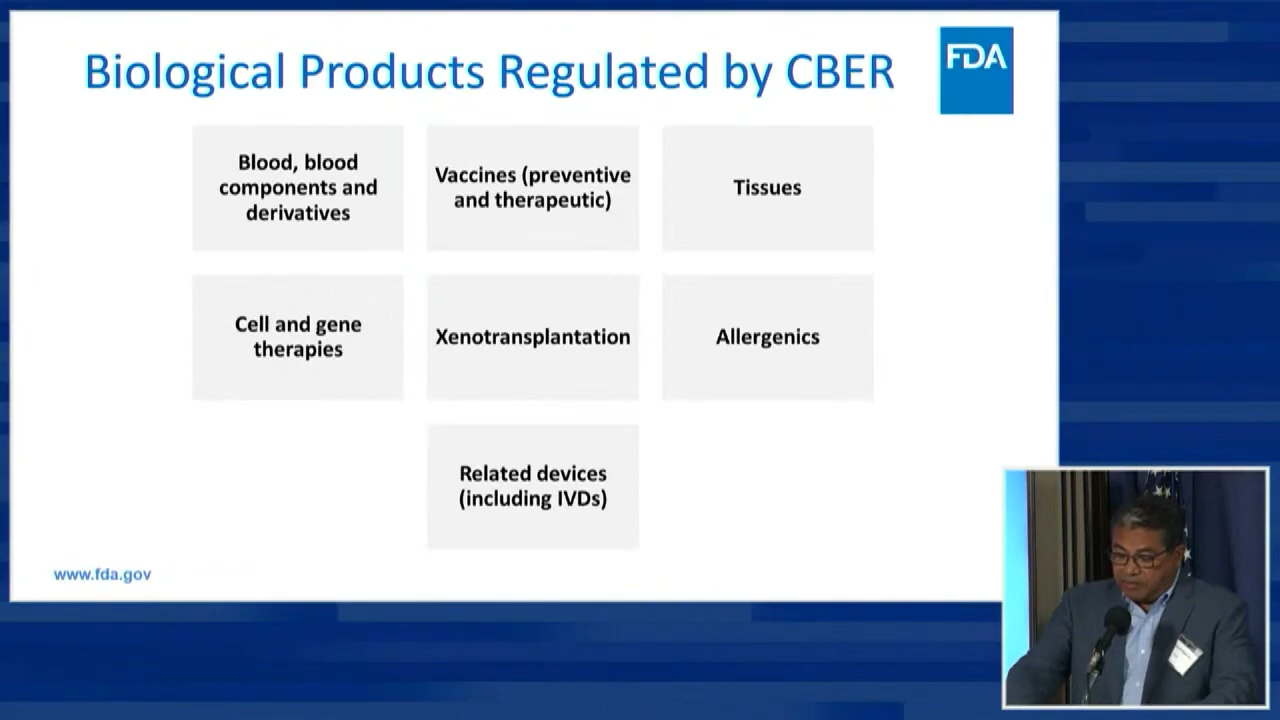 Biological Products Regulated by CBER
FDA
Blood, blood
components and
derivatives
Vaccines (preventive
and therapeutic)
Tissues
Cell and gene
therapies
Xenotransplantation
Allergenics
Related devices
(including IVDs)
www.fda.gov